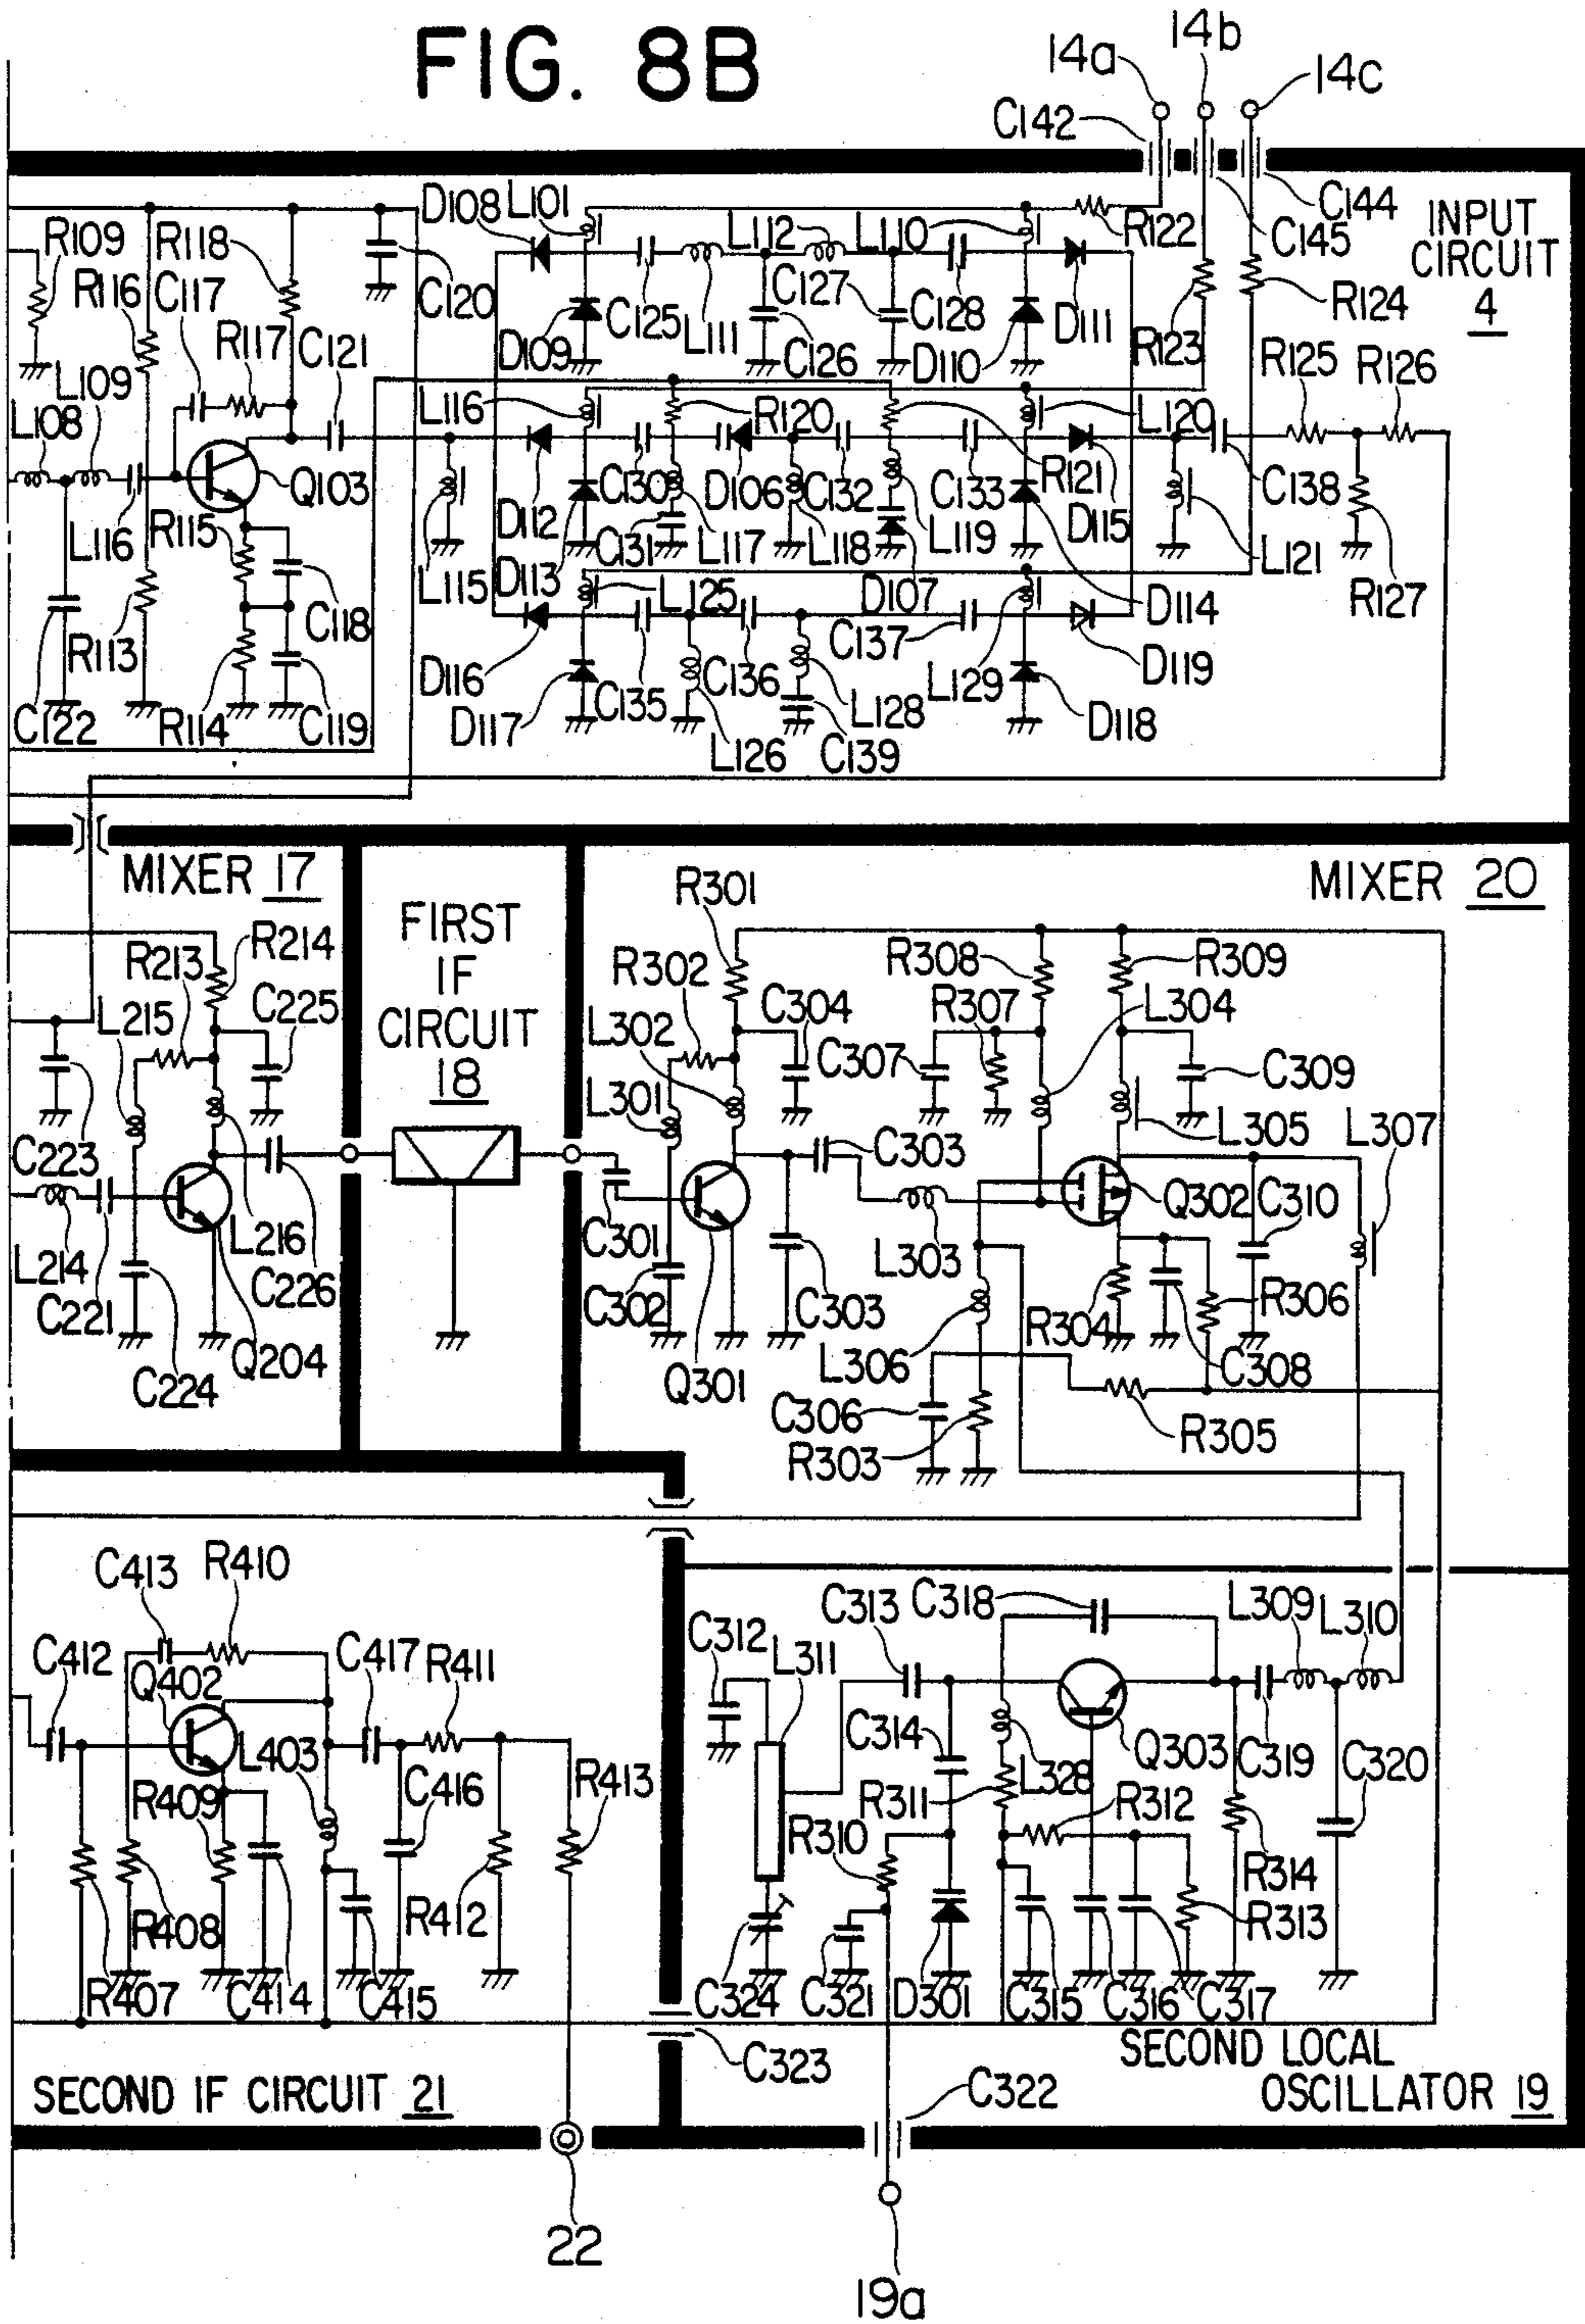 FIG. 8B
14a
14b
14c
C142
C144
C145
INPUT
CIRCUIT
4
D108
L101
L112
L110
R122
R109
R118
R116
C117
C120
R117
C121
D109
C125
L111
C127
C126
C128
D110
D111
R123
R124
R125
R126
L108
L109
L116
R120
L120
Q103
L116
R115
D112
C130
D106
C132
C133
R121
D115
C138
L115
D113
C131
L117
L118
L119
L121
R127
C118
R113
L125
D107
D114
C137
D116
C135
C136
L129
D119
C122
R114
C119
D117
L126
L128
C139
D118
MIXER 17
FIRST
IF
CIRCUIT
18
MIXER 20
R301
R213
R214
R302
R308
R309
L215
C225
L302
C304
R307
L304
C307
C309
L301
L305
L307
C223
C303
Q302
C310
L214
L216
C301
L303
C221
C226
C302
C303
R304
R306
Q204
L306
C308
C224
Q301
C306
R305
R303
C413
R410
C313
C318
L309
L310
C412
C417
R411
C312
L311
Q402
C314
Q303
C319
C320
L403
R413
R409
C416
R311
L328
R312
R310
R314
R408
R412
R313
R407
C414
C415
C324
C321
D301
C315
C316
C317
C323
SECOND LOCAL
OSCILLATOR 19
SECOND IF CIRCUIT 21
C322
22
19a